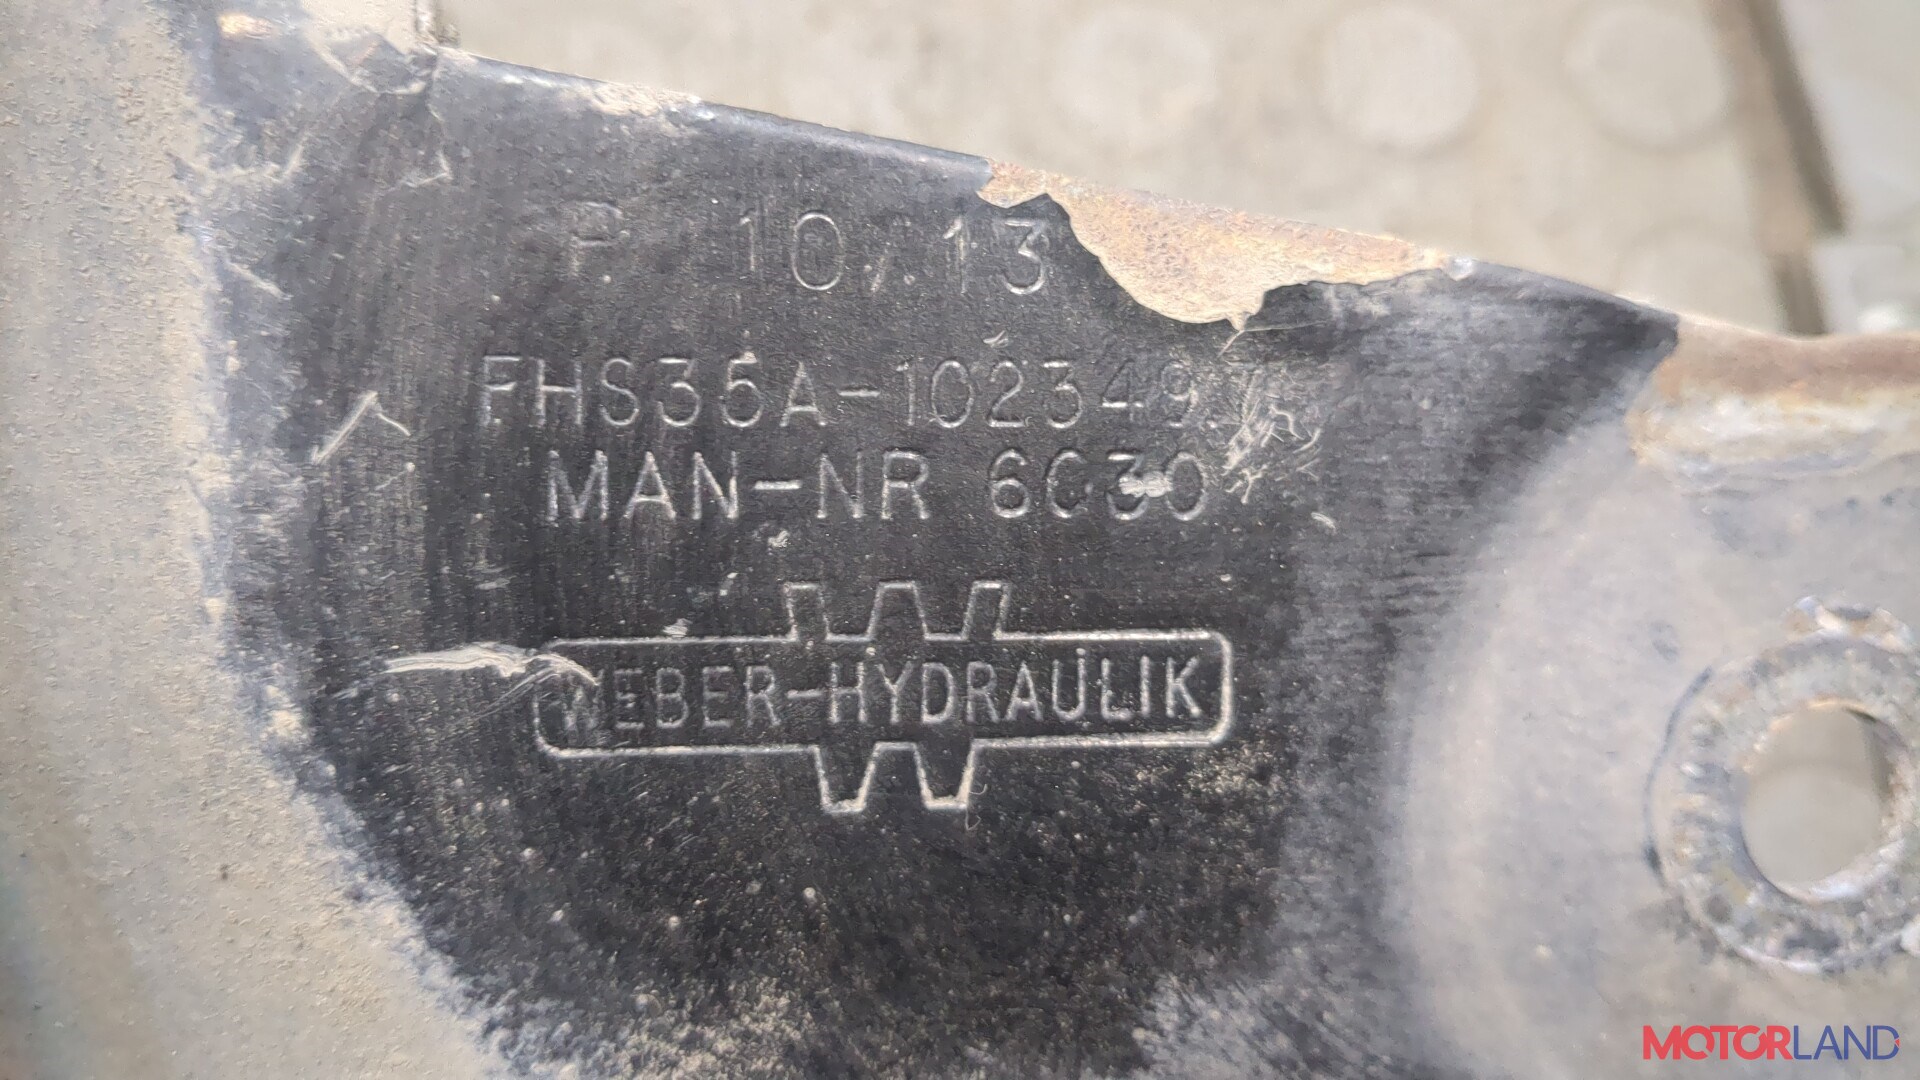 P 10/13
FHS35A-102349.
MAN-NR 6030
WEBER-HYDRAULIK
MOTORLAND